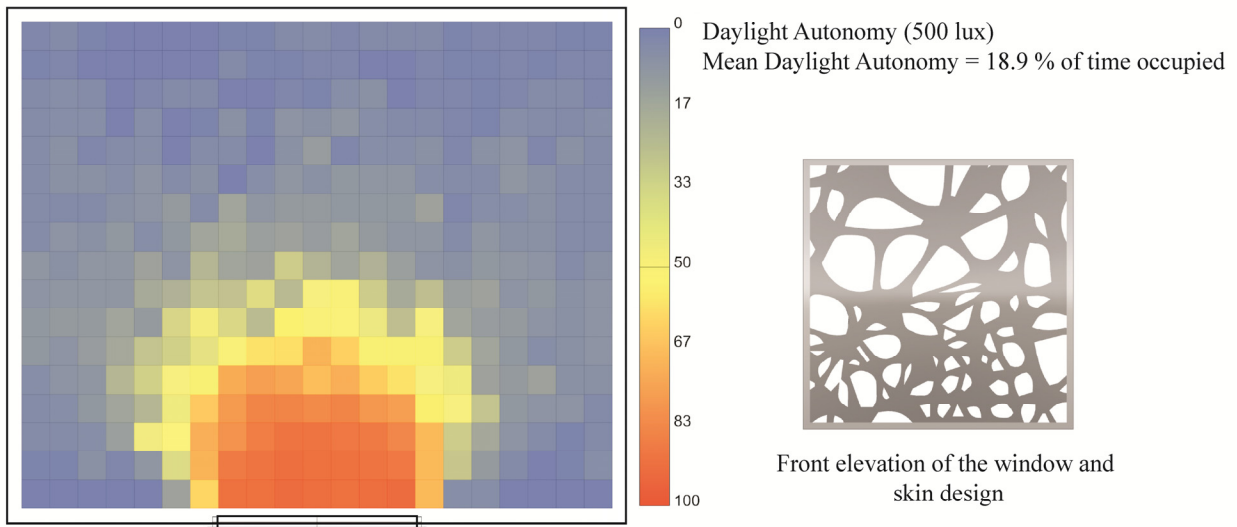 0
17
33
50
67
83
100
Daylight Autonomy (500 lux)
Mean Daylight Autonomy = 18.9 % of time occupied
Front elevation of the window and
skin design